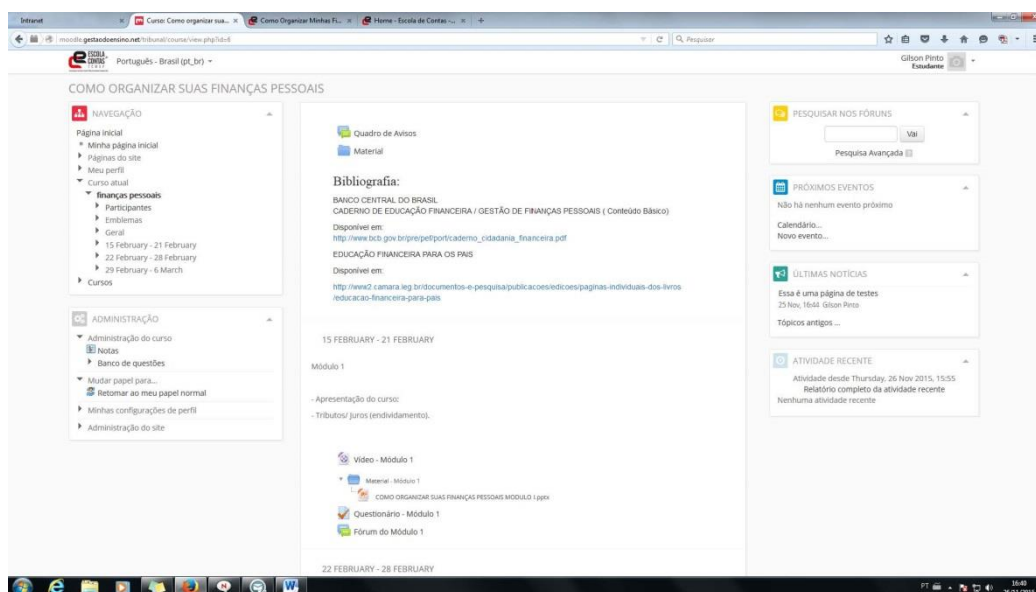 Intranet
Curso: Como organizar sua...
Como Organizar Minhas Fi...
Home - Escola de Contas -...
moodle.gestaodoensino.net/tribunal/course/view.php?id=6
Pesquisar
ESCOLA
CONTAS
Português - Brasil (pt_br)
Gilson Pinto
Estudante
COMO ORGANIZAR SUAS FINANÇAS PESSOAIS
NAVEGAÇÃO
Página inicial
Minha página inicial
Páginas do site
Meu perfil
Curso atual
finanças pessoais
Participantes
Emblemas
Geral
15 February - 21 February
22 February - 28 February
29 February - 6 March
Cursos
ADMINISTRAÇÃO
Administração do curso
Notas
Banco de questões
Mudar papel para...
Retornar ao meu papel normal
Minhas configurações de perfil
Administração do site
Quadro de Avisos
Material
Bibliografia:
BANCO CENTRAL DO BRASIL
CADERNO DE EDUCAÇÃO FINANCEIRA / GESTÃO DE FINANÇAS PESSOAIS ( Conteúdo Básico)
Disponível em:
http://www.bcb.gov.br/pre/pef/port/caderno_cidadania_financeira.pdf
EDUCAÇÃO FINANCEIRA PARA OS PAIS
Disponível em:
http://www2.camara.leg.br/documentos-e-pesquisa/publicacoes/edicoes/paginas-individuais-dos-livros
/educacao-financeira-para-pais
15 FEBRUARY - 21 FEBRUARY
Módulo 1
- Apresentação do curso;
- Tributos/ Juros (endividamento).
Vídeo - Módulo 1
Material - Módulo 1
COMO ORGANIZAR SUAS FINANÇAS PESSOAIS MODULO I.pptx
Questionário - Módulo 1
Fórum do Módulo 1
22 FEBRUARY - 28 FEBRUARY
PESQUISAR NOS FÓRUNS
Vai
Pesquisa Avançada
PRÓXIMOS EVENTOS
Não há nenhum evento próximo
Calendário...
Novo evento...
ÚLTIMAS NOTÍCIAS
Essa é uma página de testes
25 Nov, 16:44 Gilson Pinto
Tópicos antigos ...
ATIVIDADE RECENTE
Atividade desde Thursday, 26 Nov 2015, 15:55
Relatório completo da atividade recente
Nenhuma atividade recente
PT
16:40